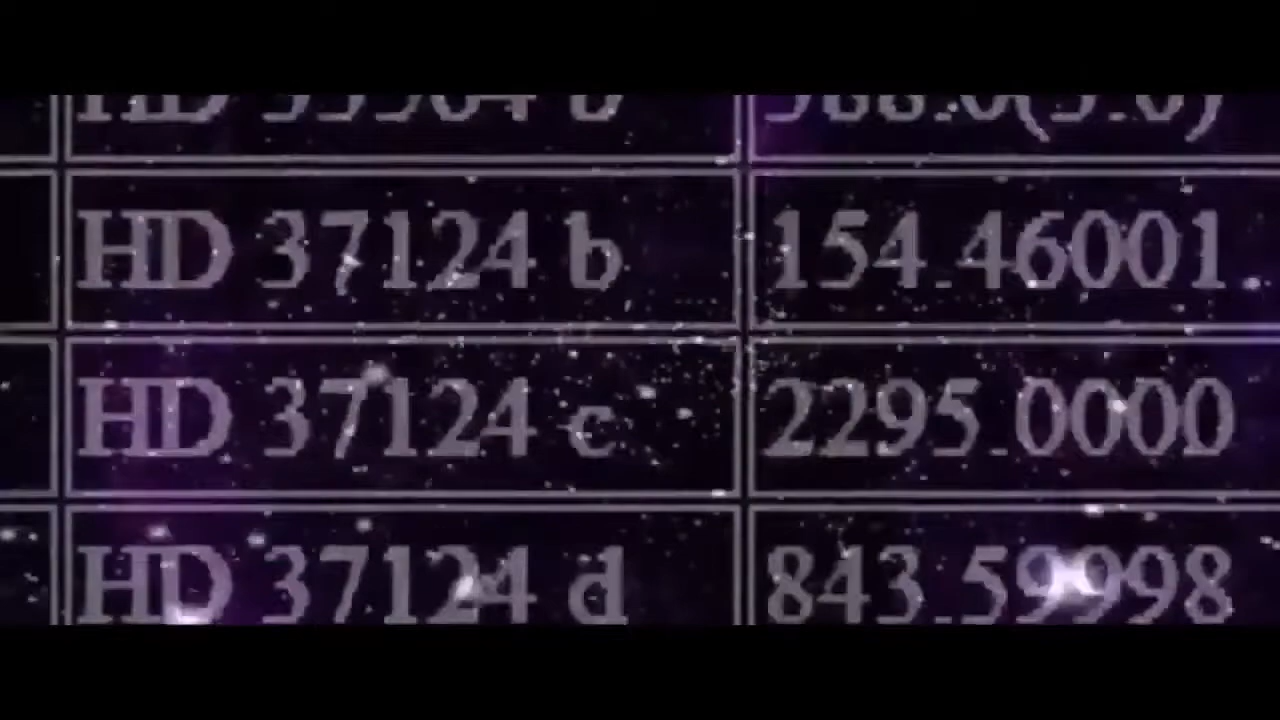 HD 37124 b 154.46001
HD 37124 c 2295.0000
HD 37124 d 843.59998